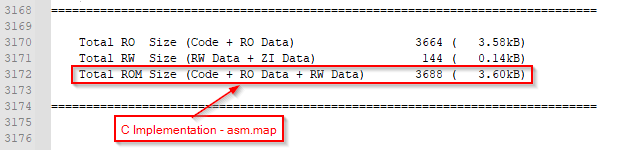 3168 ==============================================================================
3169
3170 Total RO  Size (Code + RO Data)                 3664 (   3.58kB)
3171 Total RW  Size (RW Data + ZI Data)               144 (   0.14kB)
3172 Total ROM Size (Code + RO Data + RW Data)       3688 (   3.60kB)
3173
3174 ==============================================================================
3175
C Implementation - asm.map
3176